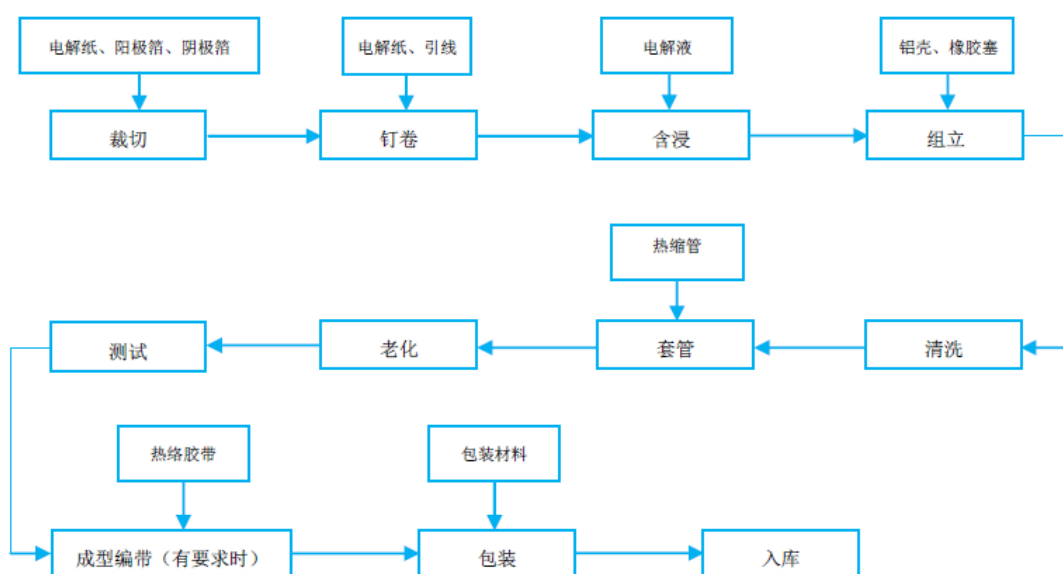 电解纸、阳极箔、阴极箔
电解纸、引线
电解液
铝壳、橡胶塞
裁切
钉卷
含浸
组立
热缩管
测试
老化
套管
清洗
热络胶带
包装材料
成型编带（有要求时）
包装
入库